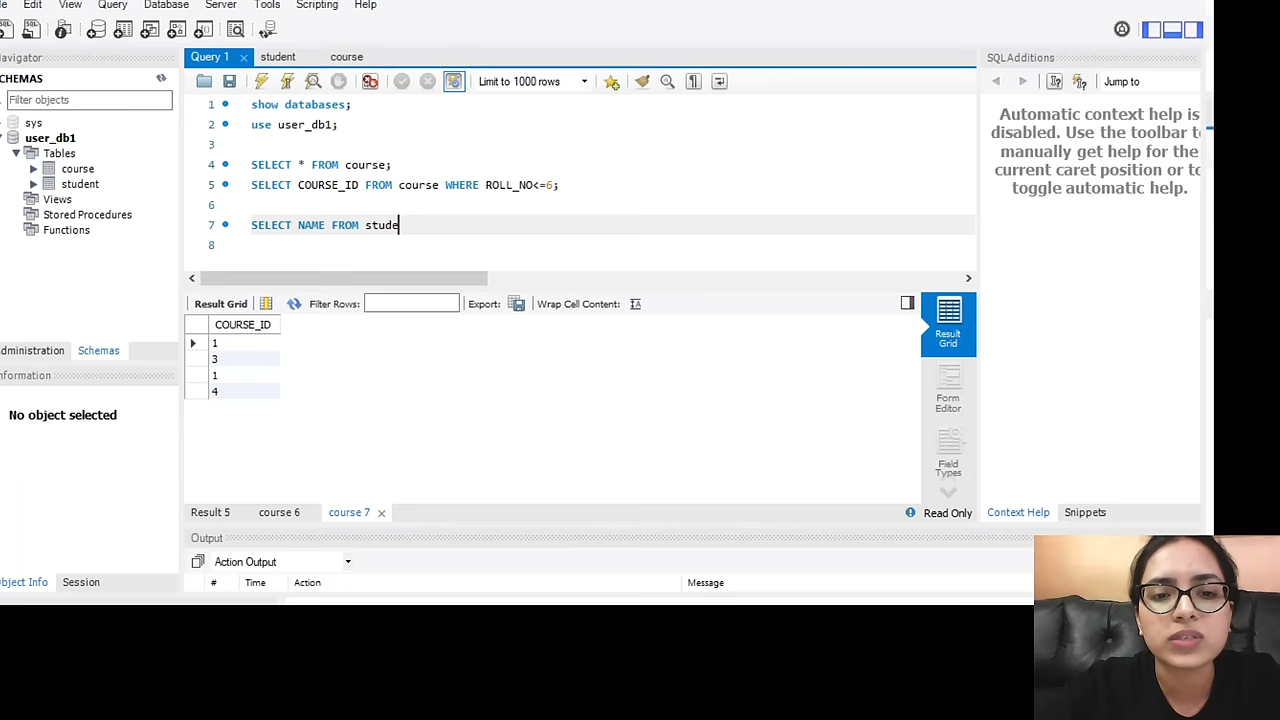 Edit View Query Database Server Tools Scripting Help
Navigator
SCHEMAS
Filter objects
sys
user_db1
Tables
course
student
Views
Stored Procedures
Functions
Administration Schemas
Information
No object selected
Object Info Session
Query 1 student course
Limit to 1000 rows
1 show databases;
2 use user_db1;
3
4 SELECT * FROM course;
5 SELECT COURSE_ID FROM course WHERE ROLL_NO<=6;
6
7 SELECT NAME FROM stude
8
Result Grid Filter Rows: Export: Wrap Cell Content:
COURSE_ID
1
3
1
4
Result
Grid
Form
Editor
Field
Types
Result 5 course 6 course 7
Read Only
Output
Action Output
# Time Action Message
SQLAdditions
Jump to
Automatic context help is
disabled. Use the toolbar to
manually get help for the
current caret position or to
toggle automatic help.
Context Help Snippets